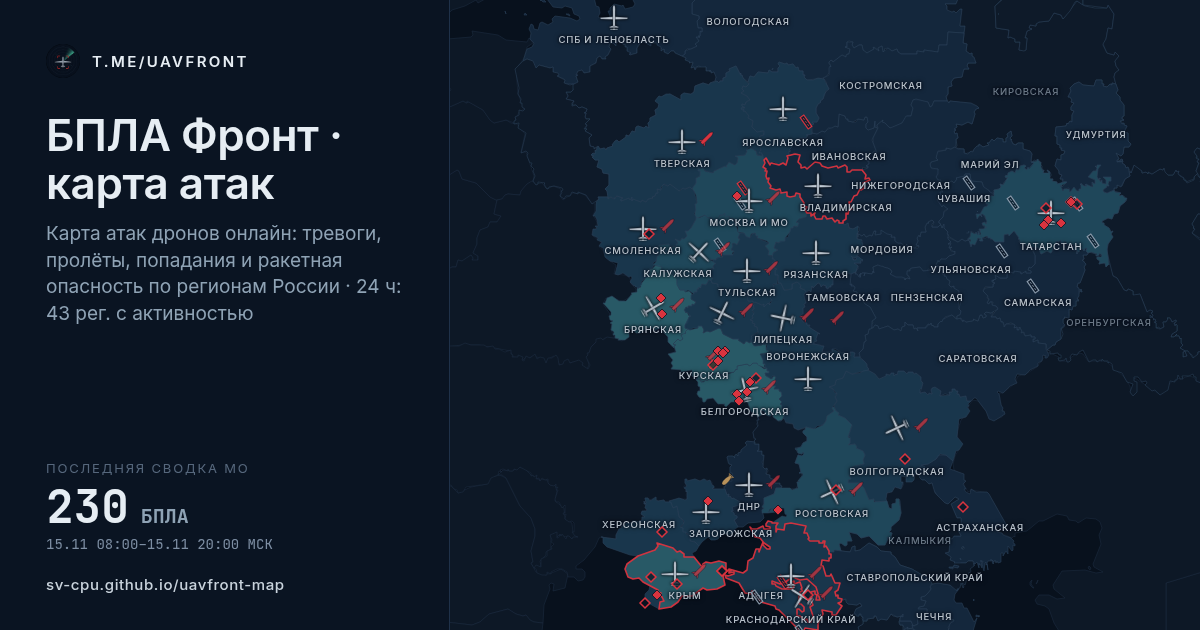 T.ME/UAVFRONT
БПЛА Фронт ·
карта атак
Карта атак дронов онлайн: тревоги,
пролёты, попадания и ракетная
опасность по регионам России · 24 ч:
43 рег. с активностью
ПОСЛЕДНЯЯ СВОДКА МО
230 БПЛА
15.11 08:00–15.11 20:00 МСК
sv-cpu.github.io/uavfront-map
ВОЛОГОДСКАЯ
СПБ И ЛЕНОБЛАСТЬ
КОСТРОМСКАЯ
КИРОВСКАЯ
УДМУРТИЯ
ЯРОСЛАВСКАЯ
ИВАНОВСКАЯ
ТВЕРСКАЯ
МАРИЙ ЭЛ
НИЖЕГОРОДСКАЯ
ЧУВАШИЯ
ВЛАДИМИРСКАЯ
МОСКВА И МО
ТАТАРСТАН
СМОЛЕНСКАЯ
МОРДОВИЯ
КАЛУЖСКАЯ
РЯЗАНСКАЯ
УЛЬЯНОВСКАЯ
ТУЛЬСКАЯ
ТАМБОВСКАЯ
ПЕНЗЕНСКАЯ
САМАРСКАЯ
ОРЕНБУРГСКАЯ
БРЯНСКАЯ
ЛИПЕЦКАЯ
ВОРОНЕЖСКАЯ
САРАТОВСКАЯ
КУРСКАЯ
БЕЛГОРОДСКАЯ
ВОЛГОГРАДСКАЯ
ДНР
РОСТОВСКАЯ
ХЕРСОНСКАЯ
ЗАПОРОЖСКАЯ
АСТРАХАНСКАЯ
КАЛМЫКИЯ
СТАВРОПОЛЬСКИЙ КРАЙ
КРЫМ
АДЫГЕЯ
КРАСНОДАРСКИЙ КРАЙ
ЧЕЧНЯ